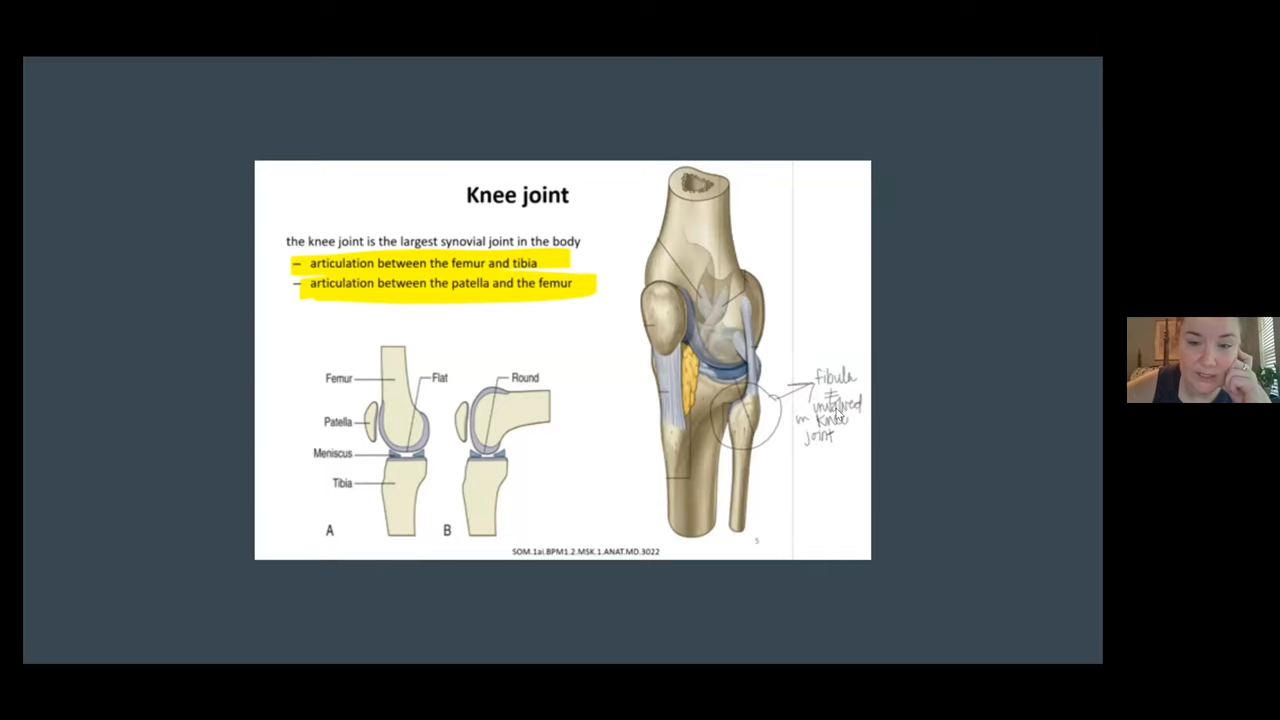 Knee joint
the knee joint is the largest synovial joint in the body
– articulation between the femur and tibia
– articulation between the patella and the femur
Femur
Flat
Round
Patella
Meniscus
Tibia
A
B
fibula
≠
involved
in knee
joint
5
SOM.1ai.BPM1.2.MSK.1.ANAT.MD.3022